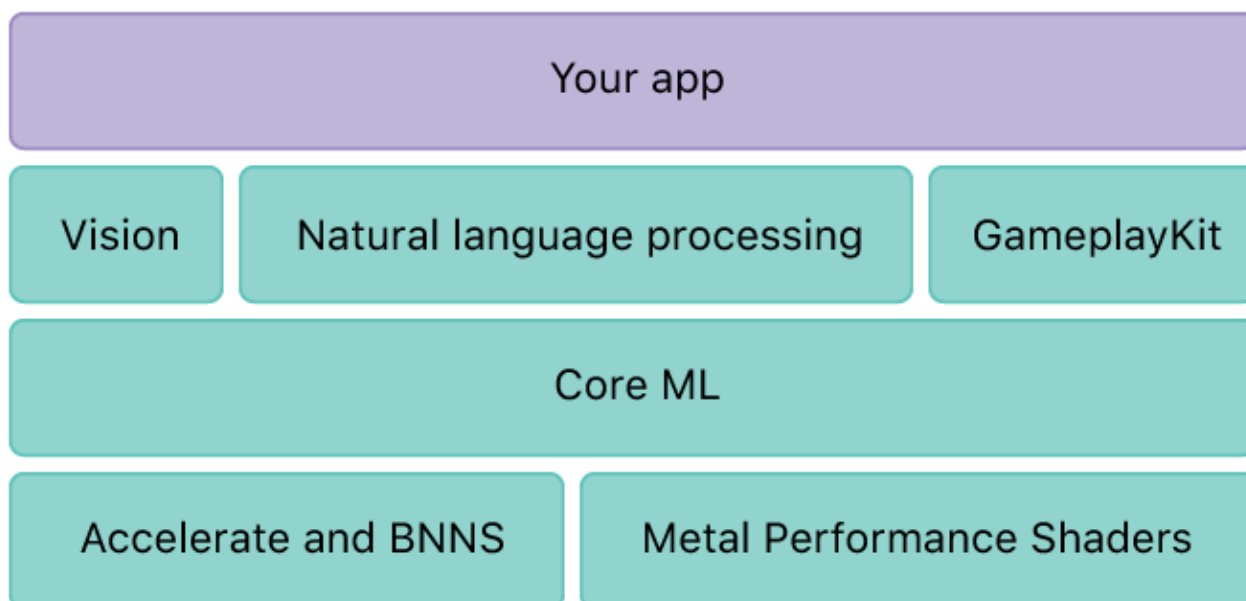 Your app
Vision
Natural language processing
GameplayKit
Core ML
Accelerate and BNNS
Metal Performance Shaders